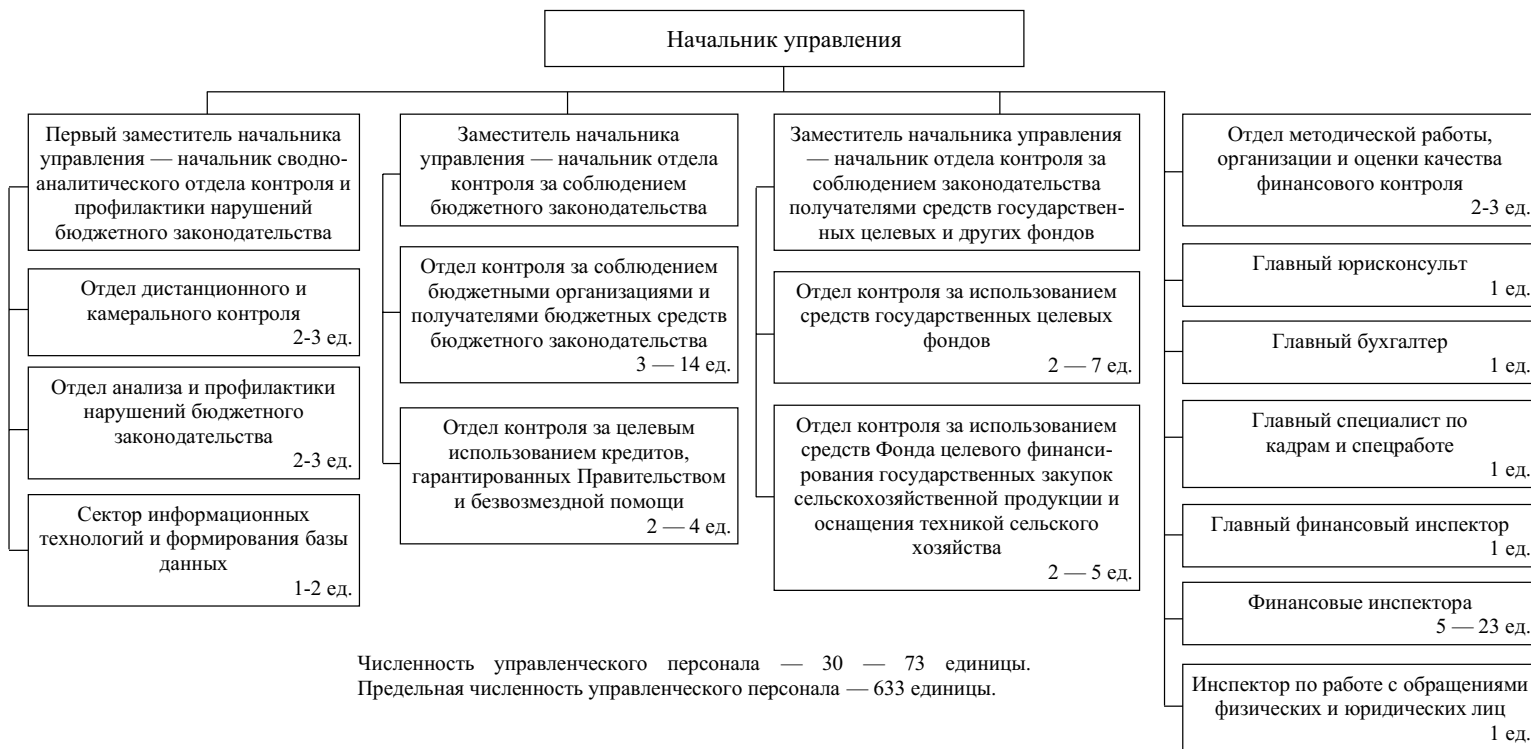 Начальник управления
Первый заместитель начальника
управления — начальник сводно-
аналитического отдела контроля и
профилактики нарушений
бюджетного законодательства
Отдел дистанционного и
камерального контроля
2-3 ед.
Отдел анализа и профилактики
нарушений бюджетного
законодательства
2-3 ед.
Сектор информационных
технологий и формирования базы
данных
1-2 ед.
Заместитель начальника
управления — начальник отдела
контроля за соблюдением
бюджетного законодательства
Отдел контроля за соблюдением
бюджетными организациями и
получателями бюджетных средств
бюджетного законодательства
3 — 14 ед.
Отдел контроля за целевым
использованием кредитов,
гарантированных Правительством
и безвозмездной помощи
2 — 4 ед.
Заместитель начальника управления
— начальник отдела контроля за
соблюдением законодательства
получателями средств государствен-
ных целевых и других фондов
Отдел контроля за использованием
средств государственных целевых
фондов
2 — 7 ед.
Отдел контроля за использованием
средств Фонда целевого финанси-
рования государственных закупок
сельскохозяйственной продукции и
оснащения техникой сельского
хозяйства
2 — 5 ед.
Отдел методической работы,
организации и оценки качества
финансового контроля
2-3 ед.
Главный юрисконсульт
1 ед.
Главный бухгалтер
1 ед.
Главный специалист по
кадрам и спецработе
1 ед.
Главный финансовый инспектор
1 ед.
Финансовые инспектора
5 — 23 ед.
Инспектор по работе с обращениями
физических и юридических лиц
1 ед.
Численность управленческого персонала — 30 — 73 единицы.
Предельная численность управленческого персонала — 633 единицы.